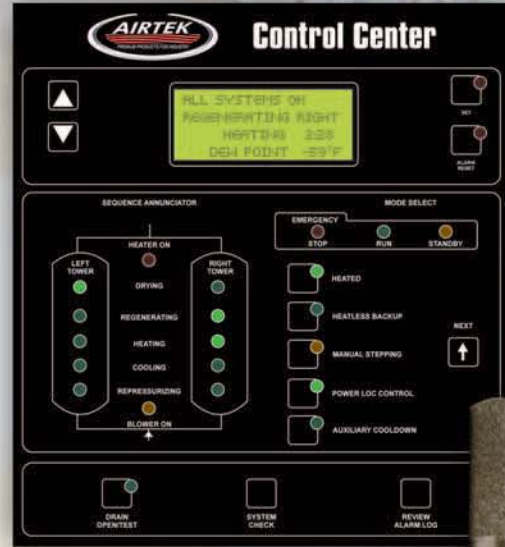 AIRTEK
PREMIUM PRODUCTS FOR INDUSTRY
Control Center
ALL SYSTEMS ON
REGENERATING RIGHT
HEATING 2:28
DEW POINT -59°F
SET
ALARM
RESET
SEQUENCE ANNUNCIATOR
MODE SELECT
HEATER ON
LEFT
TOWER
RIGHT
TOWER
DRYING
REGENERATING
HEATING
COOLING
REPRESSURIZING
BLOWER ON
EMERGENCY
STOP
RUN
STANDBY
HEATED
HEATLESS BACKUP
MANUAL STEPPING
POWER LOC CONTROL
AUXILIARY COOLDOWN
NEXT
DRAIN
OPEN/TEST
SYSTEM
CHECK
REVIEW
ALARM LOG